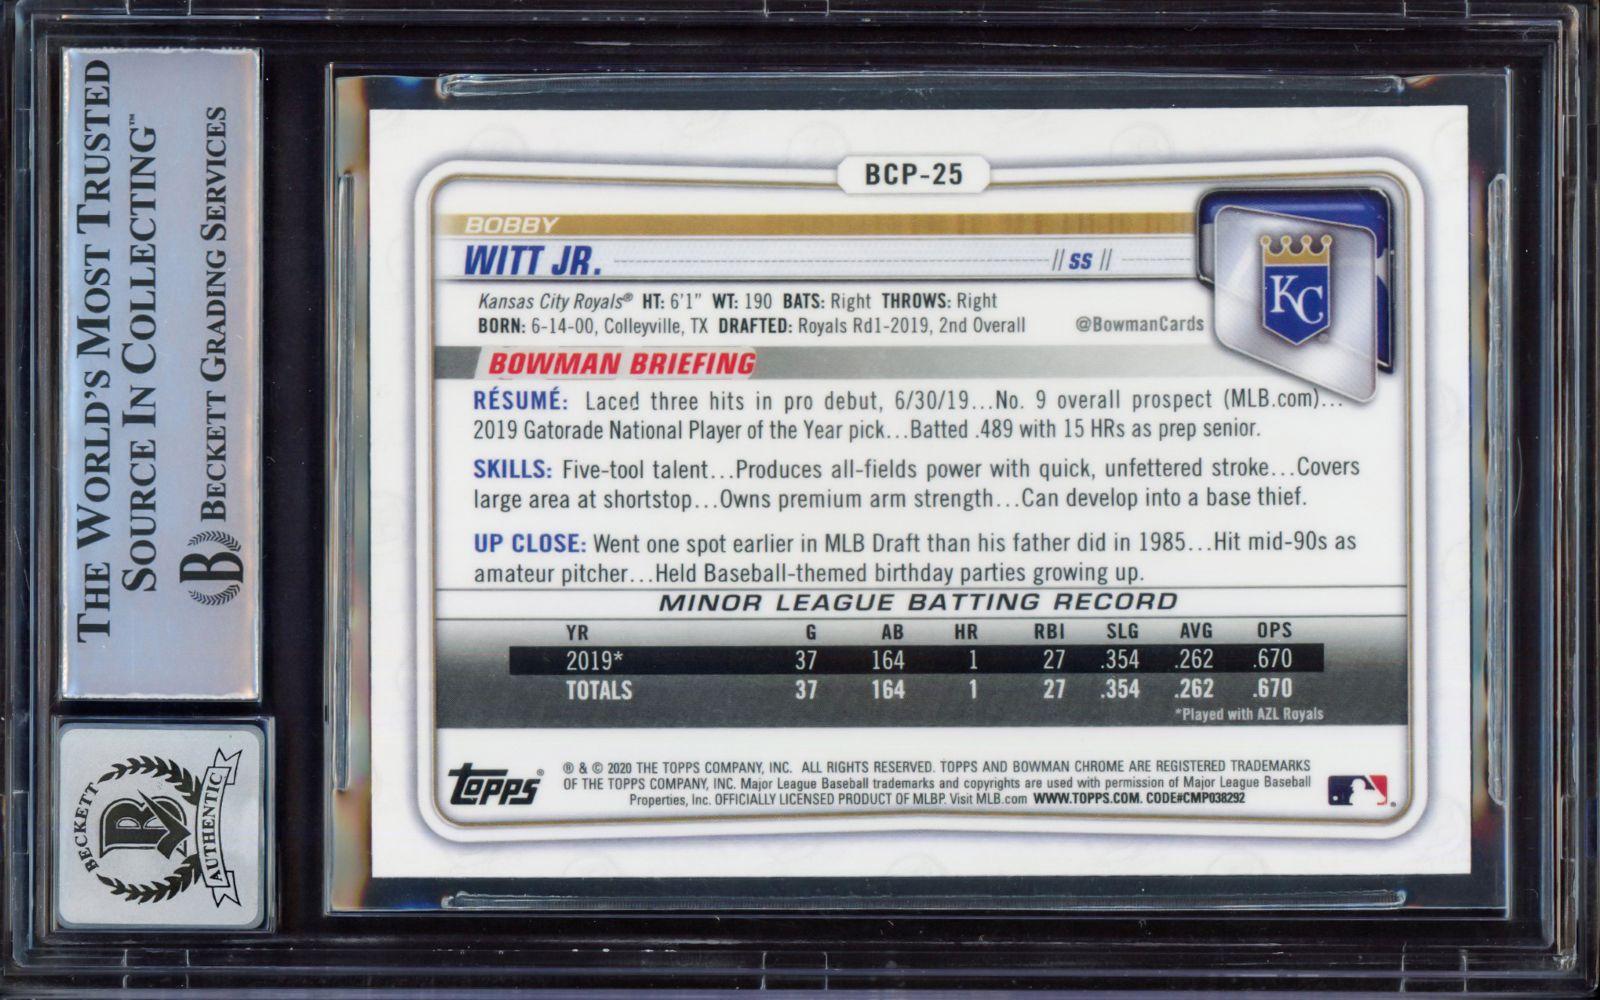 THE WORLD'S MOST TRUSTED
SOURCE IN COLLECTING™
B BECKETT GRADING SERVICES
BECKETT
B
AUTHENTIC
BCP-25
BOBBY
WITT JR. // SS //
KC
Kansas City Royals® HT: 6'1" WT: 190 BATS: Right THROWS: Right
BORN: 6-14-00, Colleyville, TX DRAFTED: Royals Rd1-2019, 2nd Overall @BowmanCards
BOWMAN BRIEFING
RÉSUMÉ: Laced three hits in pro debut, 6/30/19...No. 9 overall prospect (MLB.com)...
2019 Gatorade National Player of the Year pick...Batted .489 with 15 HRs as prep senior.
SKILLS: Five-tool talent...Produces all-fields power with quick, unfettered stroke...Covers
large area at shortstop...Owns premium arm strength...Can develop into a base thief.
UP CLOSE: Went one spot earlier in MLB Draft than his father did in 1985...Hit mid-90s as
amateur pitcher...Held Baseball-themed birthday parties growing up.
MINOR LEAGUE BATTING RECORD
YR G AB HR RBI SLG AVG OPS
2019* 37 164 1 27 .354 .262 .670
TOTALS 37 164 1 27 .354 .262 .670
*Played with AZL Royals
topps® ® & © 2020 THE TOPPS COMPANY, INC. ALL RIGHTS RESERVED. TOPPS AND BOWMAN CHROME ARE REGISTERED TRADEMARKS
OF THE TOPPS COMPANY, INC. Major League Baseball trademarks and copyrights are used with permission of Major League Baseball
Properties, Inc. OFFICIALLY LICENSED PRODUCT OF MLBP. Visit MLB.com WWW.TOPPS.COM. CODE#CMP038292